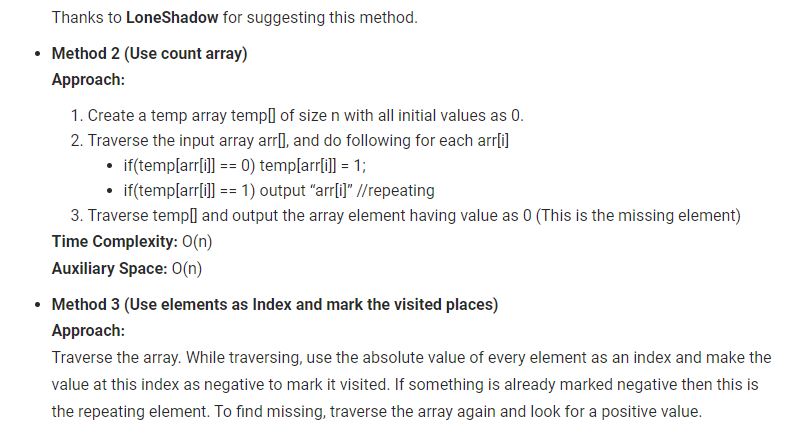 Thanks to LoneShadow for suggesting this method.
• Method 2 (Use count array)
Approach:
1. Create a temp array temp[] of size n with all initial values as 0.
2. Traverse the input array arr[], and do following for each arr[i]
• if(temp[arr[i]] == 0) temp[arr[i]] = 1;
• if(temp[arr[i]] == 1) output “arr[i]” //repeating
3. Traverse temp[] and output the array element having value as 0 (This is the missing element)
Time Complexity: O(n)
Auxiliary Space: O(n)
• Method 3 (Use elements as Index and mark the visited places)
Approach:
Traverse the array. While traversing, use the absolute value of every element as an index and make the
value at this index as negative to mark it visited. If something is already marked negative then this is
the repeating element. To find missing, traverse the array again and look for a positive value.